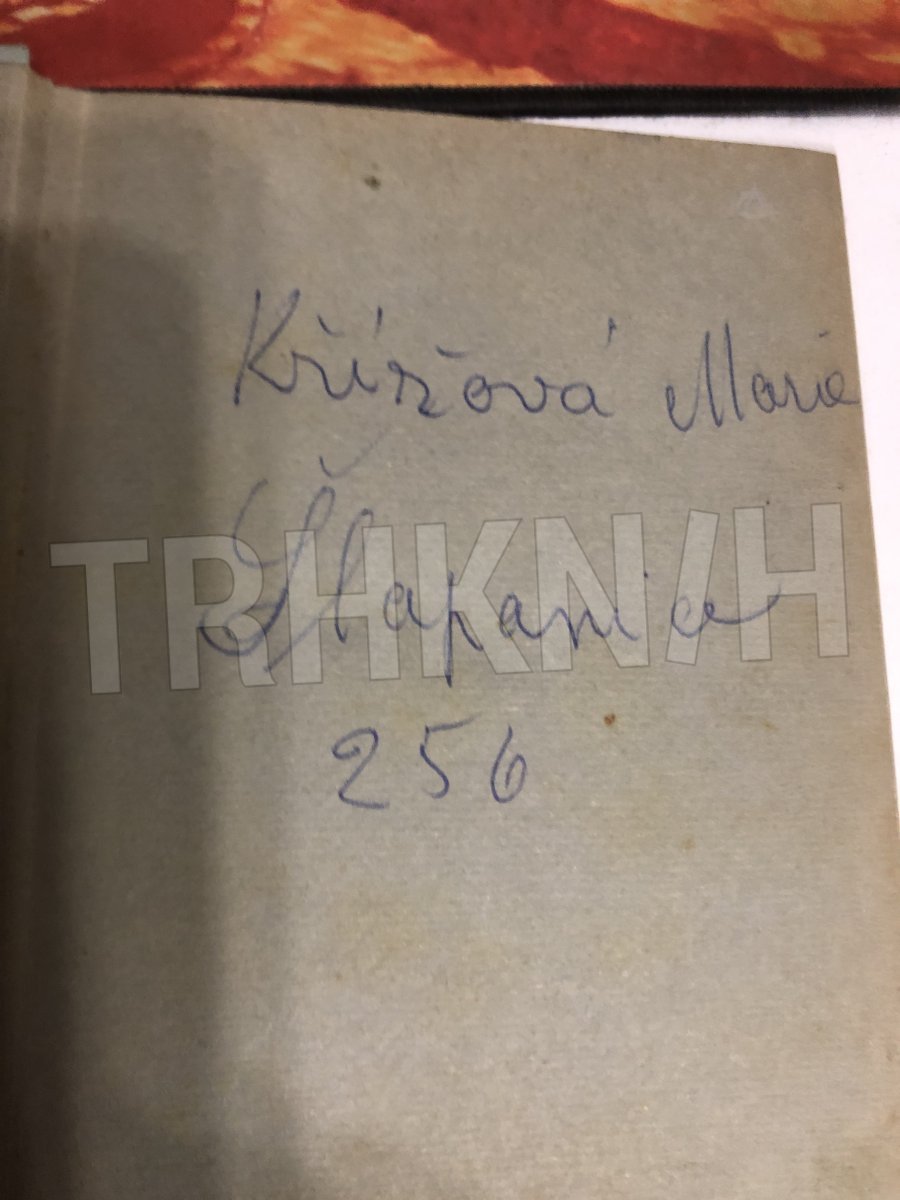 Křížová Marie
Šlapanice
TRHKNIH
256